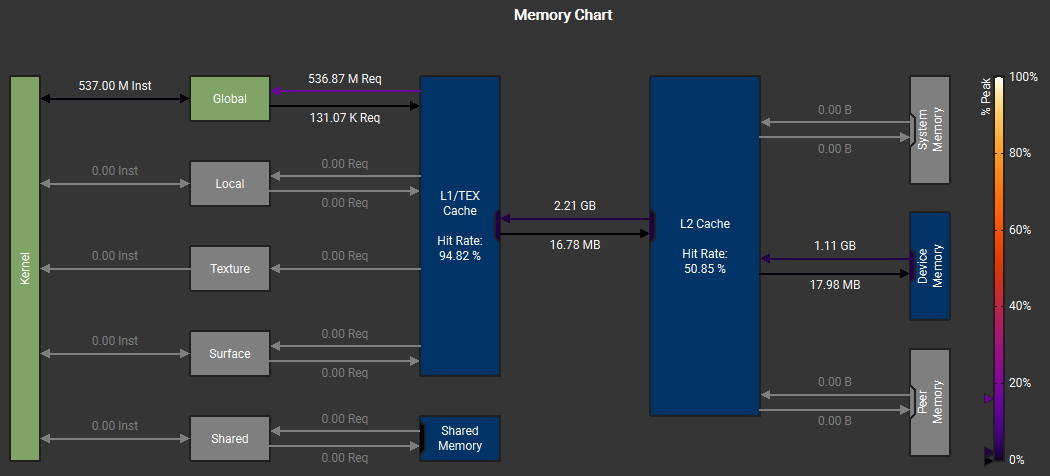 Memory Chart
Kernel
537.00 M Inst
Global
536.87 M Req
131.07 K Req
0.00 Inst
Local
0.00 Req
0.00 Req
0.00 Inst
Texture
0.00 Req
0.00 Inst
Surface
0.00 Req
0.00 Req
0.00 Inst
Shared
0.00 Req
0.00 Req
L1/TEX
Cache
Hit Rate:
94.82 %
Shared
Memory
2.21 GB
16.78 MB
L2 Cache
Hit Rate:
50.85 %
0.00 B
0.00 B
System
Memory
1.11 GB
17.98 MB
Device
Memory
0.00 B
0.00 B
Peer
Memory
% Peak
100%
80%
60%
40%
20%
0%